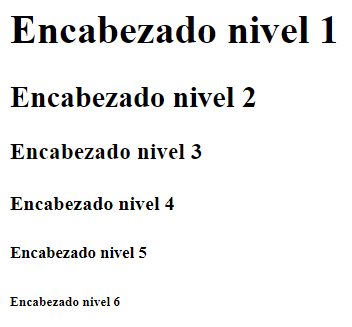 Encabezado nivel 1
Encabezado nivel 2
Encabezado nivel 3
Encabezado nivel 4
Encabezado nivel 5
Encabezado nivel 6